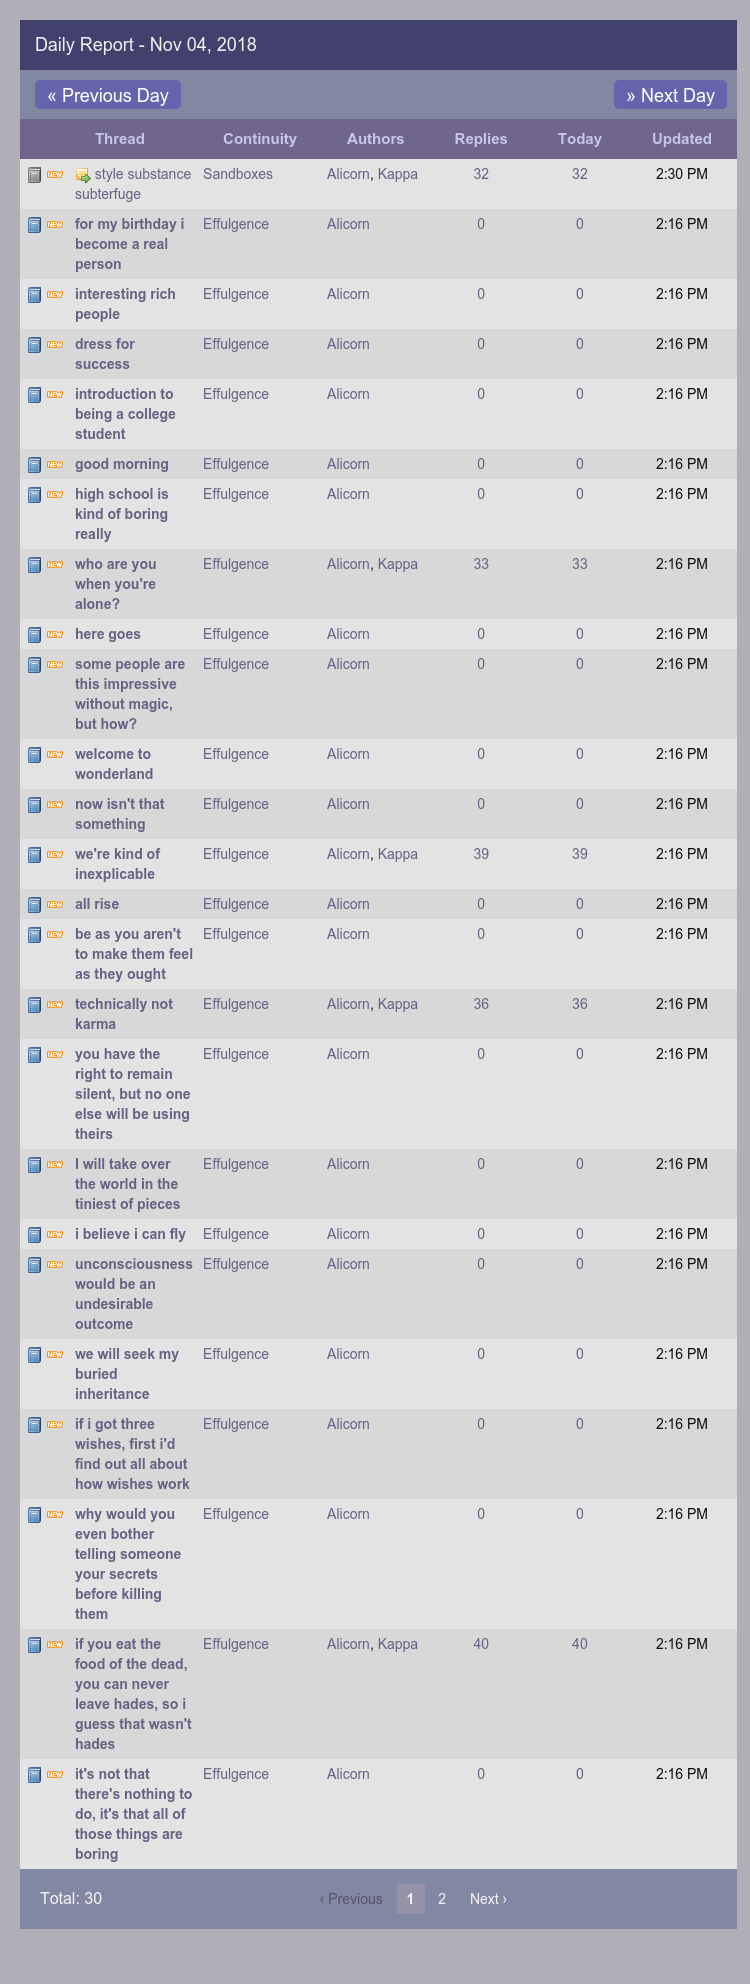 Daily Report - Nov 04, 2018
« Previous Day » Next Day
Thread Continuity Authors Replies Today Updated
NEW style substance Sandboxes Alicorn, Kappa 32 32 2:30 PM
subterfuge
NEW for my birthday i Effulgence Alicorn 0 0 2:16 PM
become a real
person
NEW interesting rich Effulgence Alicorn 0 0 2:16 PM
people
NEW dress for Effulgence Alicorn 0 0 2:16 PM
success
NEW introduction to Effulgence Alicorn 0 0 2:16 PM
being a college
student
NEW good morning Effulgence Alicorn 0 0 2:16 PM
NEW high school is Effulgence Alicorn 0 0 2:16 PM
kind of boring
really
NEW who are you Effulgence Alicorn, Kappa 33 33 2:16 PM
when you're
alone?
NEW here goes Effulgence Alicorn 0 0 2:16 PM
NEW some people are Effulgence Alicorn 0 0 2:16 PM
this impressive
without magic,
but how?
NEW welcome to Effulgence Alicorn 0 0 2:16 PM
wonderland
NEW now isn't that Effulgence Alicorn 0 0 2:16 PM
something
NEW we're kind of Effulgence Alicorn, Kappa 39 39 2:16 PM
inexplicable
NEW all rise Effulgence Alicorn 0 0 2:16 PM
NEW be as you aren't Effulgence Alicorn 0 0 2:16 PM
to make them feel
as they ought
NEW technically not Effulgence Alicorn, Kappa 36 36 2:16 PM
karma
NEW you have the Effulgence Alicorn 0 0 2:16 PM
right to remain
silent, but no one
else will be using
theirs
NEW I will take over Effulgence Alicorn 0 0 2:16 PM
the world in the
tiniest of pieces
NEW i believe i can fly Effulgence Alicorn 0 0 2:16 PM
NEW unconsciousness Effulgence Alicorn 0 0 2:16 PM
would be an
undesirable
outcome
NEW we will seek my Effulgence Alicorn 0 0 2:16 PM
buried
inheritance
NEW if i got three Effulgence Alicorn 0 0 2:16 PM
wishes, first i'd
find out all about
how wishes work
NEW why would you Effulgence Alicorn 0 0 2:16 PM
even bother
telling someone
your secrets
before killing
them
NEW if you eat the Effulgence Alicorn, Kappa 40 40 2:16 PM
food of the dead,
you can never
leave hades, so i
guess that wasn't
hades
NEW it's not that Effulgence Alicorn 0 0 2:16 PM
there's nothing to
do, it's that all of
those things are
boring
Total: 30 ‹ Previous 1 2 Next ›